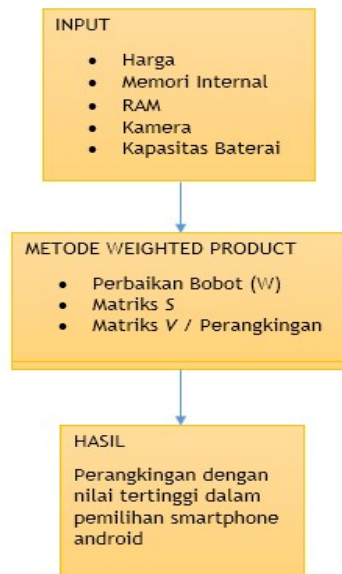 INPUT
• Harga
• Memori Internal
• RAM
• Kamera
• Kapasitas Baterai
METODE WEIGHTED PRODUCT
• Perbaikan Bobot (W)
• Matriks S
• Matriks V / Perangkingan
HASIL
Perangkingan dengan
nilai tertinggi dalam
pemilihan smartphone
android